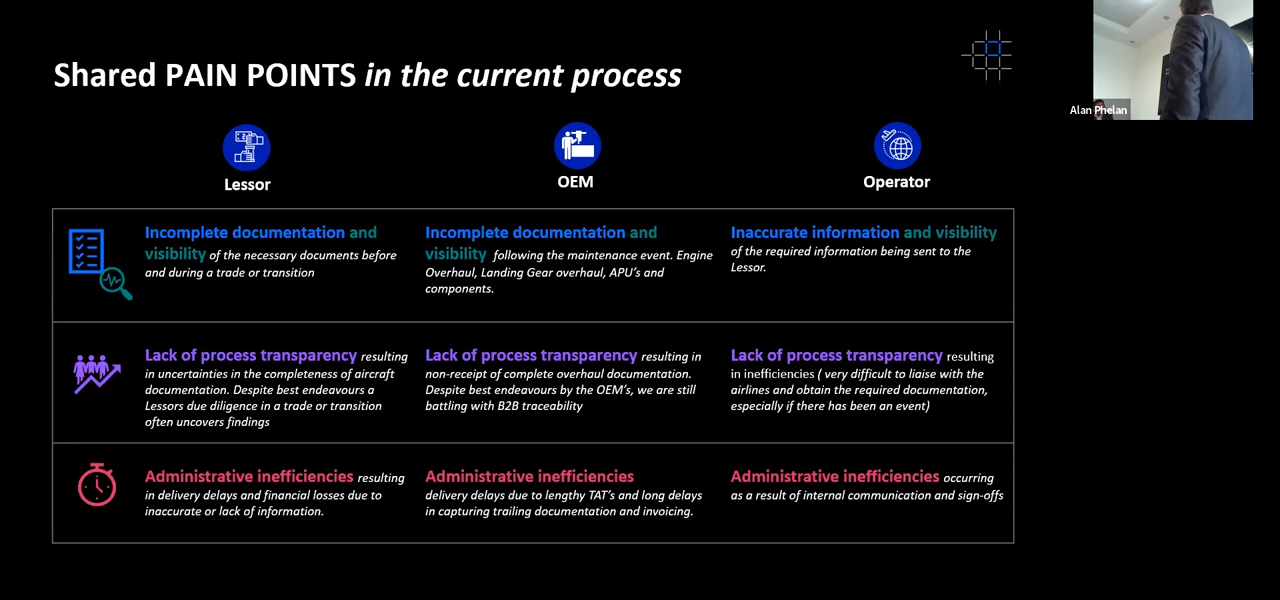 Shared PAIN POINTS in the current process
Alan Phelan
Lessor
OEM
Operator
Incomplete documentation and
visibility of the necessary documents before
and during a trade or transition
Incomplete documentation and
visibility following the maintenance event. Engine
Overhaul, Landing Gear overhaul, APU's and
components.
Inaccurate information and visibility
of the required information being sent to the
Lessor.
Lack of process transparency resulting
in uncertainties in the completeness of aircraft
documentation. Despite best endeavours a
Lessors due diligence in a trade or transition
often uncovers findings
Lack of process transparency resulting in
non-receipt of complete overhaul documentation.
Despite best endeavours by the OEM's, we are still
battling with B2B traceability
Lack of process transparency resulting
in inefficiencies ( very difficult to liaise with the
airlines and obtain the required documentation,
especially if there has been an event)
Administrative inefficiencies resulting
in delivery delays and financial losses due to
inaccurate or lack of information.
Administrative inefficiencies
delivery delays due to lengthy TAT's and long delays
in capturing trailing documentation and invoicing.
Administrative inefficiencies occurring
as a result of internal communication and sign-offs